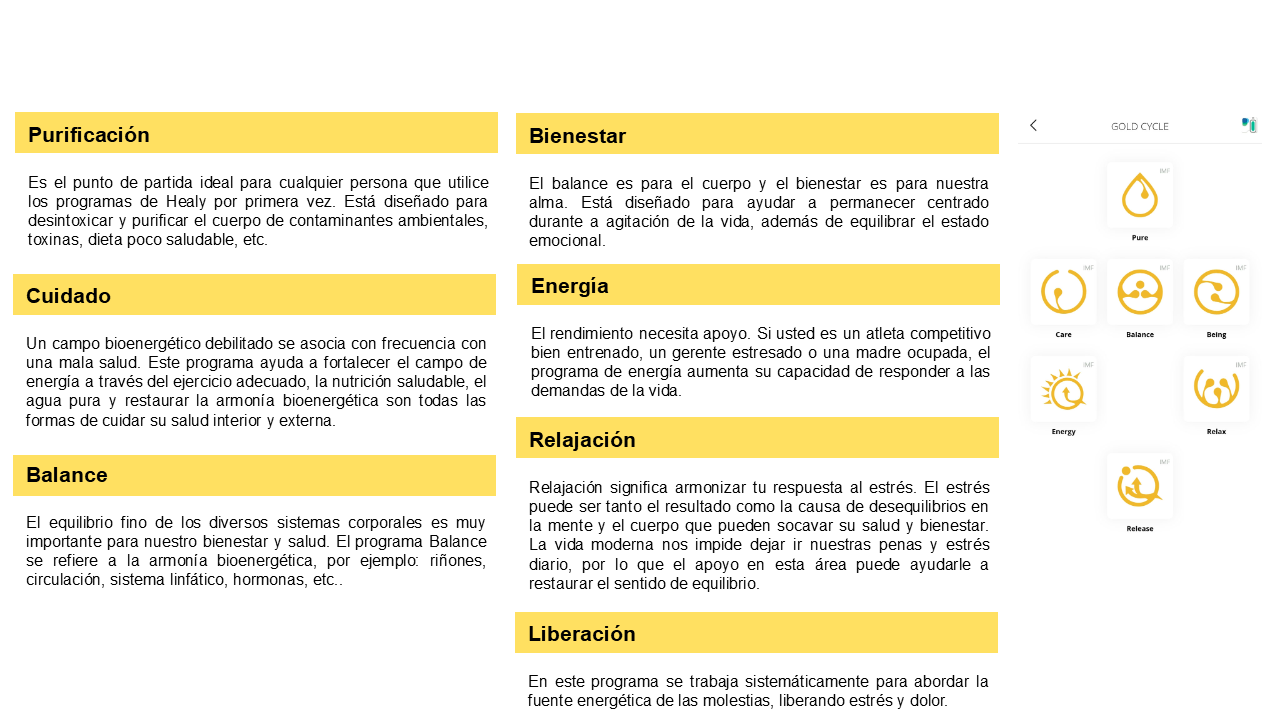 Purificación
Es el punto de partida ideal para cualquier persona que utilice
los programas de Healy por primera vez. Está diseñado para
desintoxicar y purificar el cuerpo de contaminantes ambientales,
toxinas, dieta poco saludable, etc.
Cuidado
Un campo bioenergético debilitado se asocia con frecuencia con
una mala salud. Este programa ayuda a fortalecer el campo de
energía a través del ejercicio adecuado, la nutrición saludable, el
agua pura y restaurar la armonía bioenergética son todas las
formas de cuidar su salud interior y externa.
Balance
El equilibrio fino de los diversos sistemas corporales es muy
importante para nuestro bienestar y salud. El programa Balance
se refiere a la armonía bioenergética, por ejemplo: riñones,
circulación, sistema linfático, hormonas, etc..
Bienestar
El balance es para el cuerpo y el bienestar es para nuestra
alma. Está diseñado para ayudar a permanecer centrado
durante a agitación de la vida, además de equilibrar el estado
emocional.
Energía
El rendimiento necesita apoyo. Si usted es un atleta competitivo
bien entrenado, un gerente estresado o una madre ocupada, el
programa de energía aumenta su capacidad de responder a las
demandas de la vida.
Relajación
Relajación significa armonizar tu respuesta al estrés. El estrés
puede ser tanto el resultado como la causa de desequilibrios en
la mente y el cuerpo que pueden socavar su salud y bienestar.
La vida moderna nos impide dejar ir nuestras penas y estrés
diario, por lo que el apoyo en esta área puede ayudarle a
restaurar el sentido de equilibrio.
Liberación
En este programa se trabaja sistemáticamente para abordar la
fuente energética de las molestias, liberando estrés y dolor.
GOLD CYCLE
IMF
Pure
IMF IMF IMF
Care Balance Being
IMF IMF
Energy Relax
IMF
Release